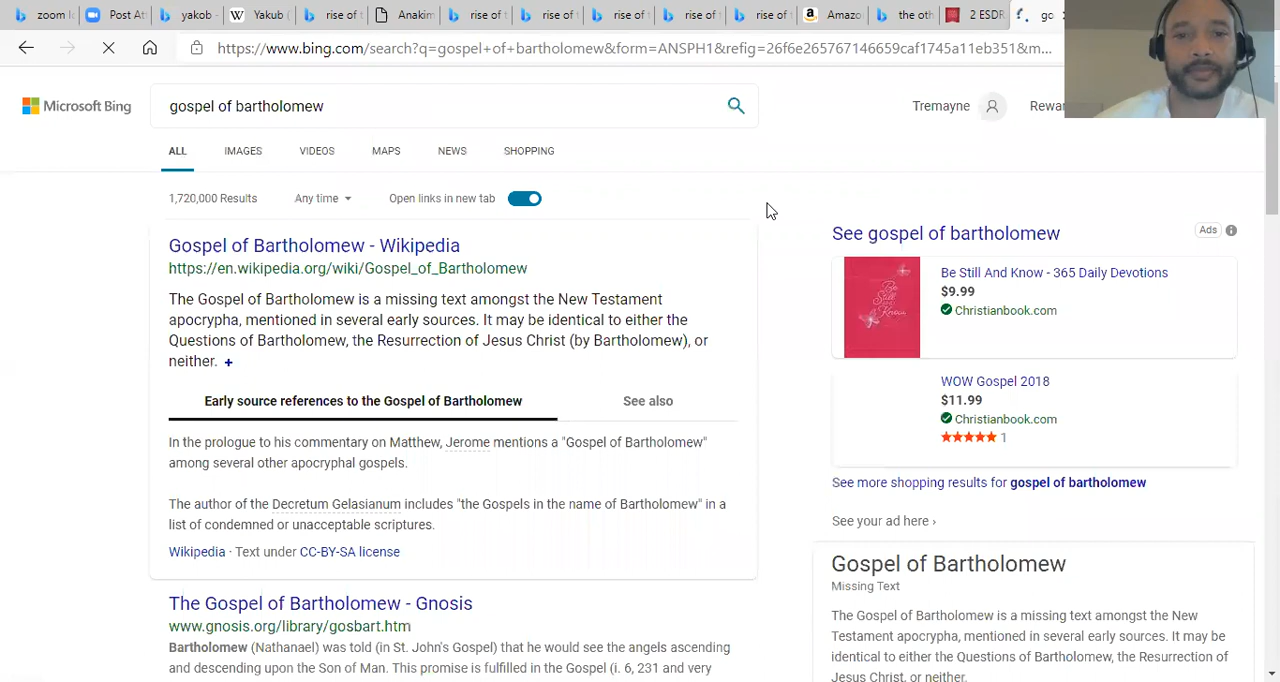 zoom l
Post At
yakob -
Yakub (
rise of t
Anakim
rise of t
rise of t
rise of t
rise of t
rise of t
Amazo
the oth
2 ESDR
go
https://www.bing.com/search?q=gospel+of+bartholomew&form=ANSPH1&refig=26f6e265767146659caf1745a11eb351&m...
Microsoft Bing
gospel of bartholomew
Tremayne
Rewar
ALL IMAGES VIDEOS MAPS NEWS SHOPPING
1,720,000 Results Any time Open links in new tab
Gospel of Bartholomew - Wikipedia
https://en.wikipedia.org/wiki/Gospel_of_Bartholomew
The Gospel of Bartholomew is a missing text amongst the New Testament
apocrypha, mentioned in several early sources. It may be identical to either the
Questions of Bartholomew, the Resurrection of Jesus Christ (by Bartholomew), or
neither. +
Early source references to the Gospel of Bartholomew See also
In the prologue to his commentary on Matthew, Jerome mentions a "Gospel of Bartholomew"
among several other apocryphal gospels.
The author of the Decretum Gelasianum includes "the Gospels in the name of Bartholomew" in a
list of condemned or unacceptable scriptures.
Wikipedia · Text under CC-BY-SA license
The Gospel of Bartholomew - Gnosis
www.gnosis.org/library/gosbart.htm
Bartholomew (Nathanael) was told (in St. John's Gospel) that he would see the angels ascending
and descending upon the Son of Man. This promise is fulfilled in the Gospel (i. 6, 231 and very
See gospel of bartholomew
Ads
Be Still And Know
Be Still And Know - 365 Daily Devotions
$9.99
Christianbook.com
WOW Gospel 2018
$11.99
Christianbook.com
★★★★★ 1
See more shopping results for gospel of bartholomew
See your ad here ›
Gospel of Bartholomew
Missing Text
The Gospel of Bartholomew is a missing text amongst the New
Testament apocrypha, mentioned in several early sources. It may be
identical to either the Questions of Bartholomew, the Resurrection of
Jesus Christ, or neither.